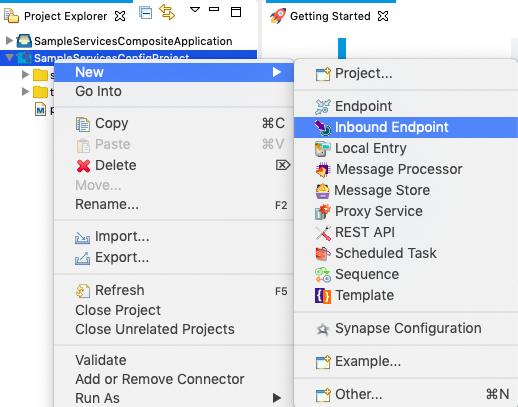 Project Explorer
Getting Started
SampleServicesCompositeApplication
SampleServicesConfigProject
New
Go Into
Copy ⌘C
Paste ⌘V
Delete ⌦
Move...
Rename... F2
Import...
Export...
Refresh F5
Close Project
Close Unrelated Projects
Validate
Add or Remove Connector
Run As
Project...
Endpoint
Inbound Endpoint
Local Entry
Message Processor
Message Store
Proxy Service
REST API
Scheduled Task
Sequence
Template
Synapse Configuration
Example...
Other... ⌘N